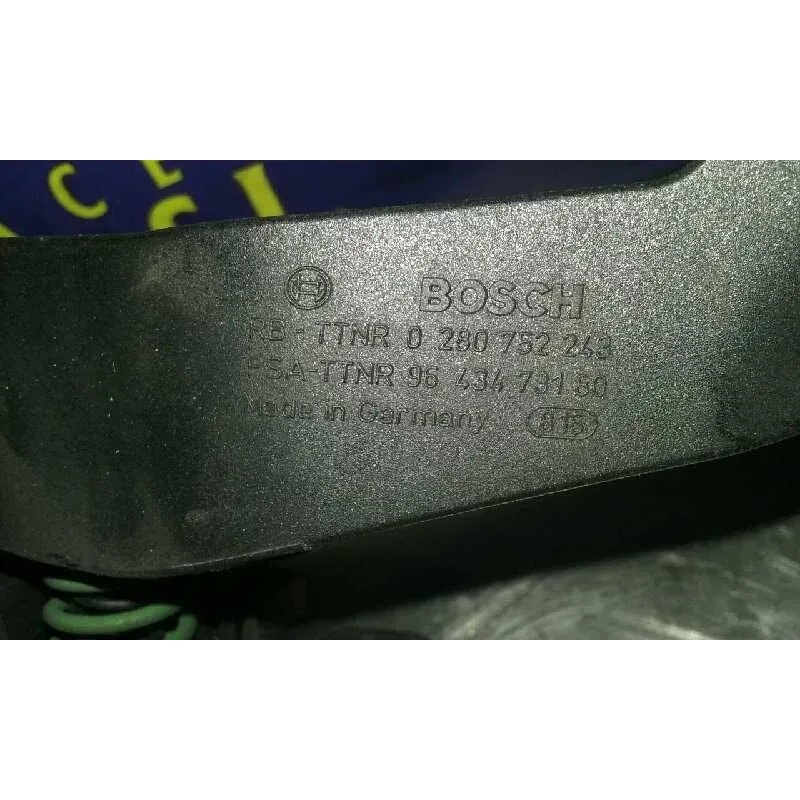 BOSCH
RB-TTNR 0 280 752 243
PSA-TTNR 96 434 731 80
Made in Germany